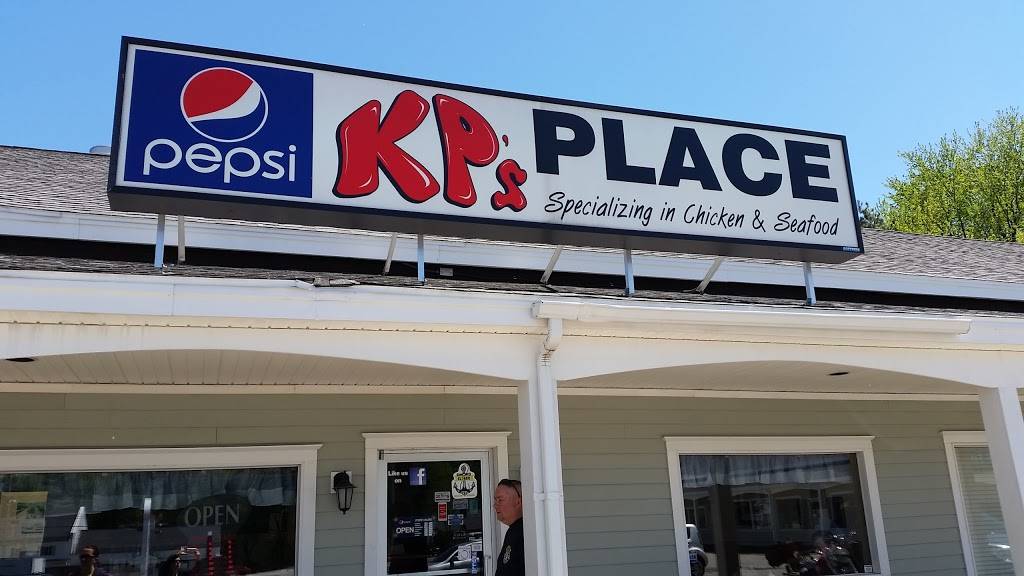 pepsi
KP's PLACE
Specializing in Chicken & Seafood
Like us
on f
OPEN
OPEN